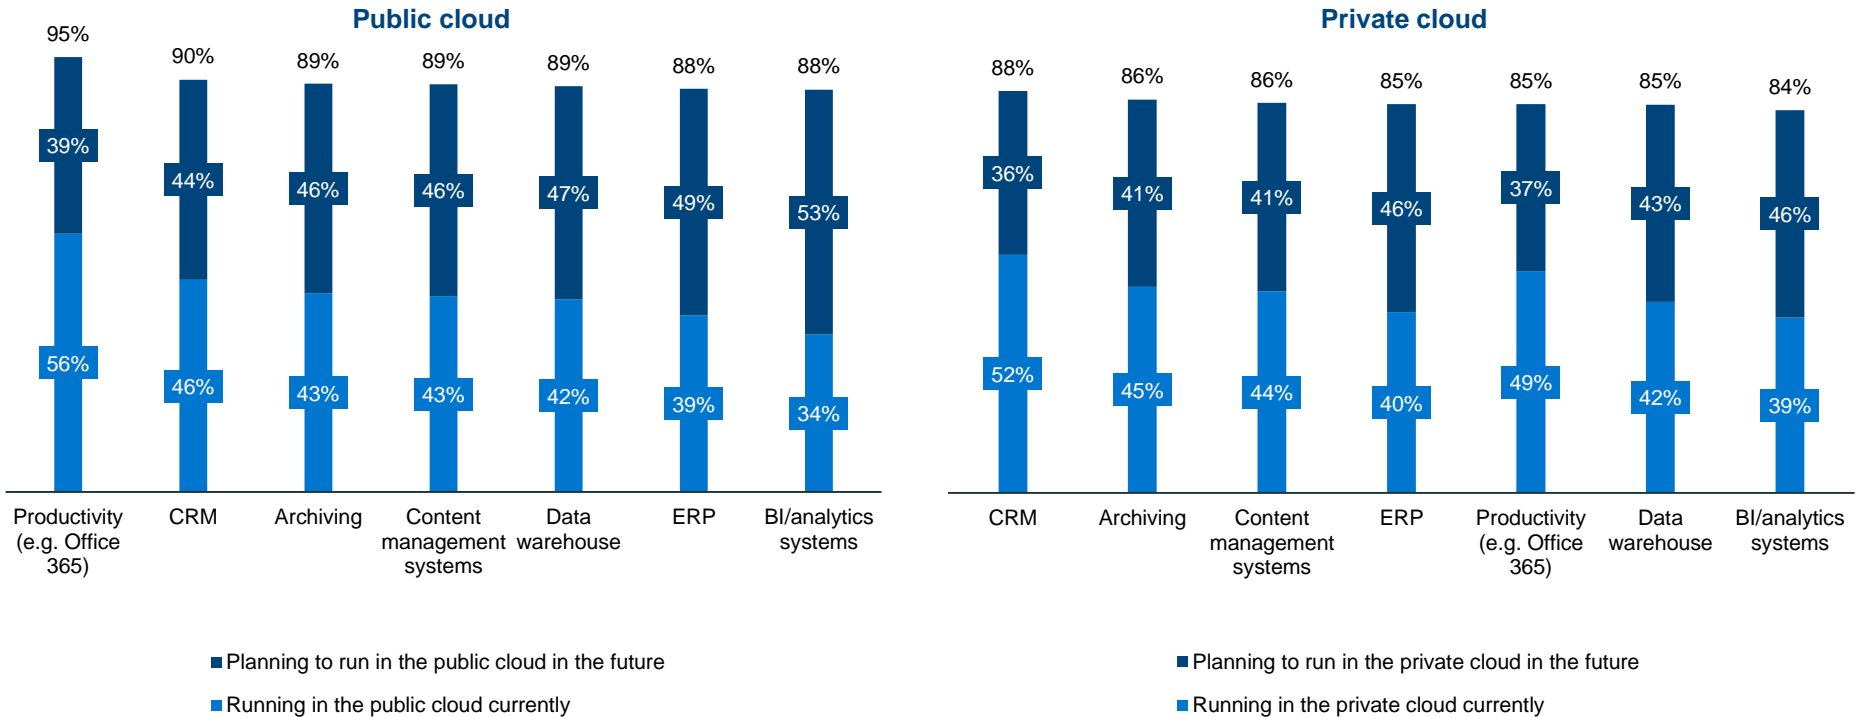 Public cloud
95%
90%
89%
89%
89%
88%
88%
39%
44%
46%
46%
47%
49%
53%
56%
46%
43%
43%
42%
39%
34%
Productivity
(e.g. Office
365)
CRM
Archiving
Content
management
systems
Data
warehouse
ERP
BI/analytics
systems
Planning to run in the public cloud in the future
Running in the public cloud currently
Private cloud
88%
86%
86%
85%
85%
85%
84%
36%
41%
41%
46%
37%
43%
46%
52%
45%
44%
40%
49%
42%
39%
CRM
Archiving
Content
management
systems
ERP
Productivity
(e.g. Office
365)
Data
warehouse
BI/analytics
systems
Planning to run in the private cloud in the future
Running in the private cloud currently